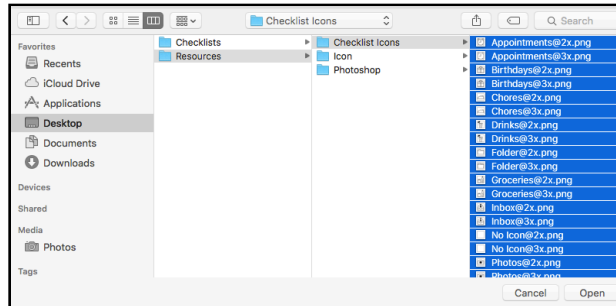 Checklist Icons
Search
Favorites
Recents
iCloud Drive
Applications
Desktop
Documents
Downloads
Devices
Shared
Media
Photos
Tags
Checklists
Resources
Checklist Icons
Icon
Photoshop
Appointments@2x.png
Appointments@3x.png
Birthdays@2x.png
Birthdays@3x.png
Chores@2x.png
Chores@3x.png
Drinks@2x.png
Drinks@3x.png
Folder@2x.png
Folder@3x.png
Groceries@2x.png
Groceries@3x.png
Inbox@2x.png
Inbox@3x.png
No Icon@2x.png
No Icon@3x.png
Photos@2x.png
Photos@3x.png
Cancel
Open